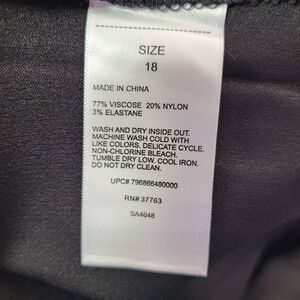 SIZE
18
MADE IN CHINA
77% VISCOSE 20% NYLON
3% ELASTANE
WASH AND DRY INSIDE OUT.
MACHINE WASH COLD WITH
LIKE COLORS. DELICATE CYCLE.
NON-CHLORINE BLEACH.
TUMBLE DRY LOW. COOL IRON.
DO NOT DRY CLEAN.
UPC# 796866480000
RN# 37763
SA4648